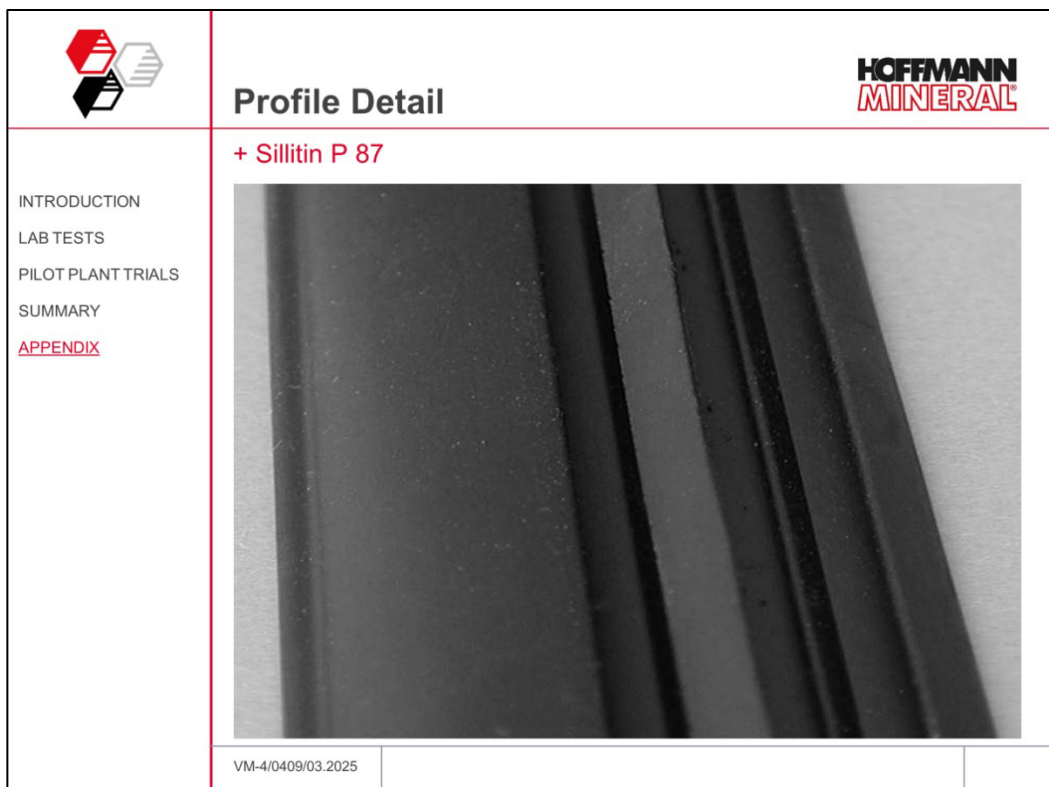 Profile Detail
HOFFMANN
MINERAL®
+ Sillitin P 87
INTRODUCTION
LAB TESTS
PILOT PLANT TRIALS
SUMMARY
APPENDIX
VM-4/0409/03.2025